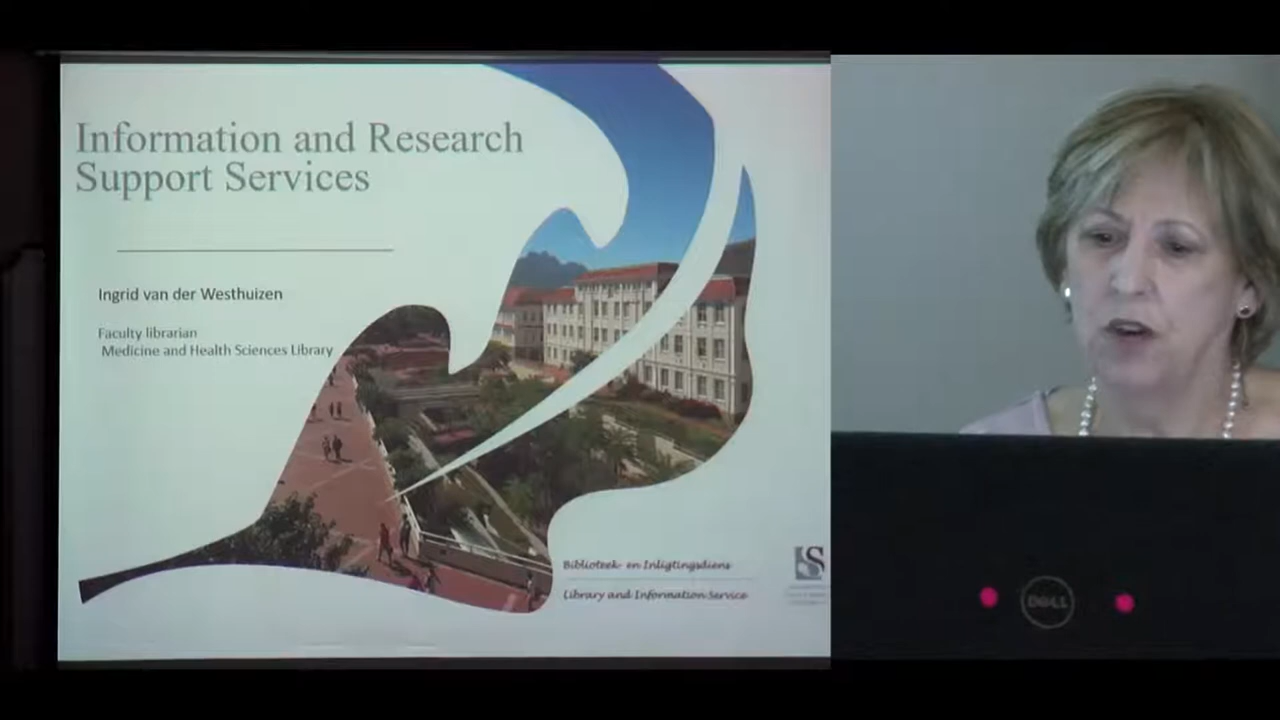 Information and Research
Support Services
Ingrid van der Westhuizen
Faculty librarian
Medicine and Health Sciences Library
Biblioteek- en Inligtingsdiens
Library and Information Service
DELL